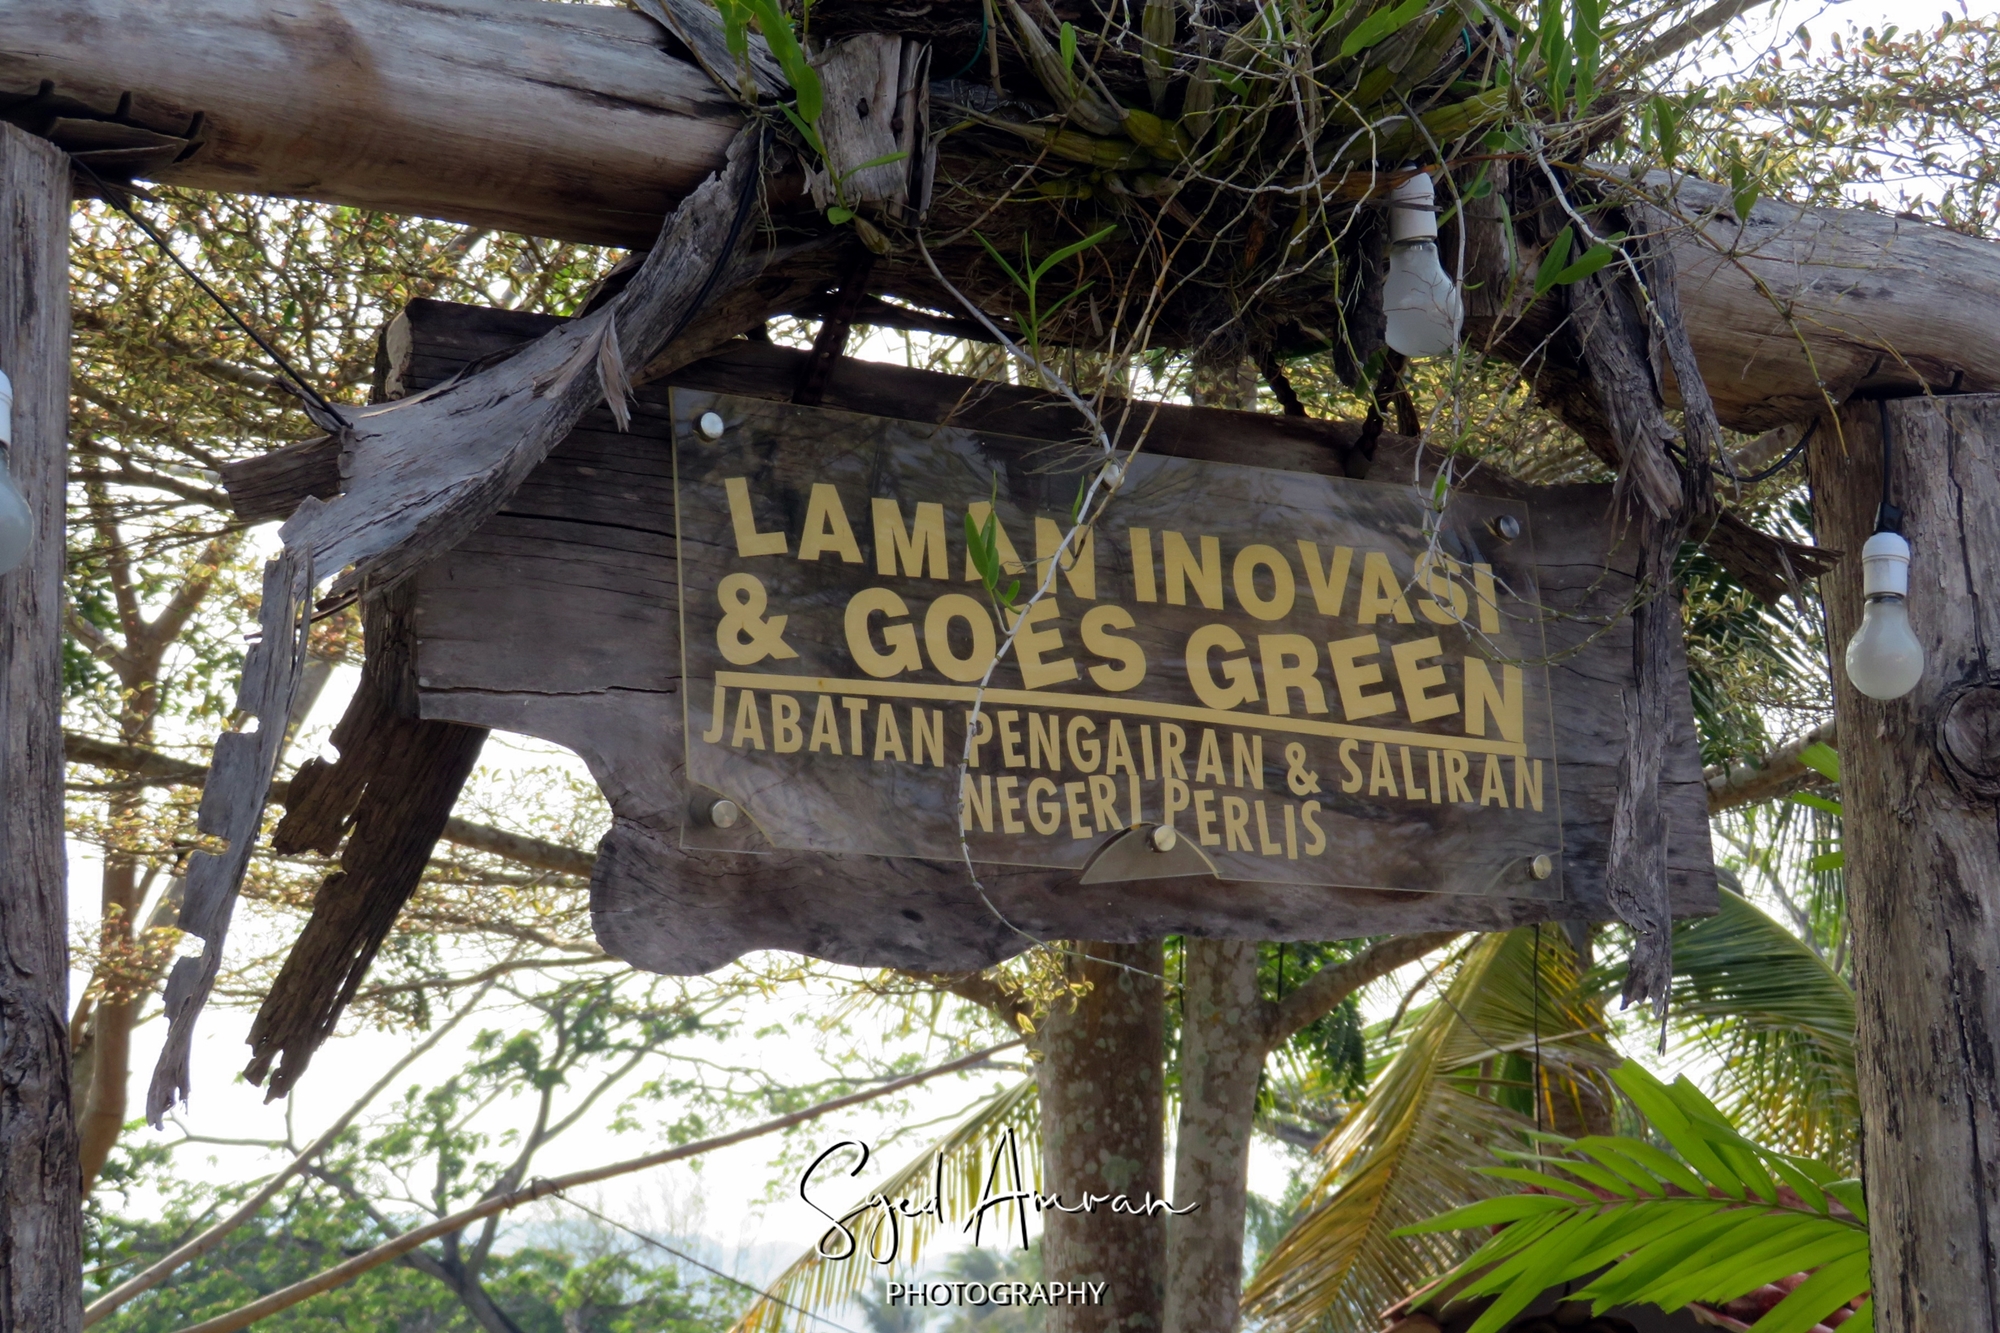 LAMAN INOVASI
& GOES GREEN
JABATAN PENGAIRAN & SALIRAN
NEGERI PERLIS
Syed Amran
PHOTOGRAPHY